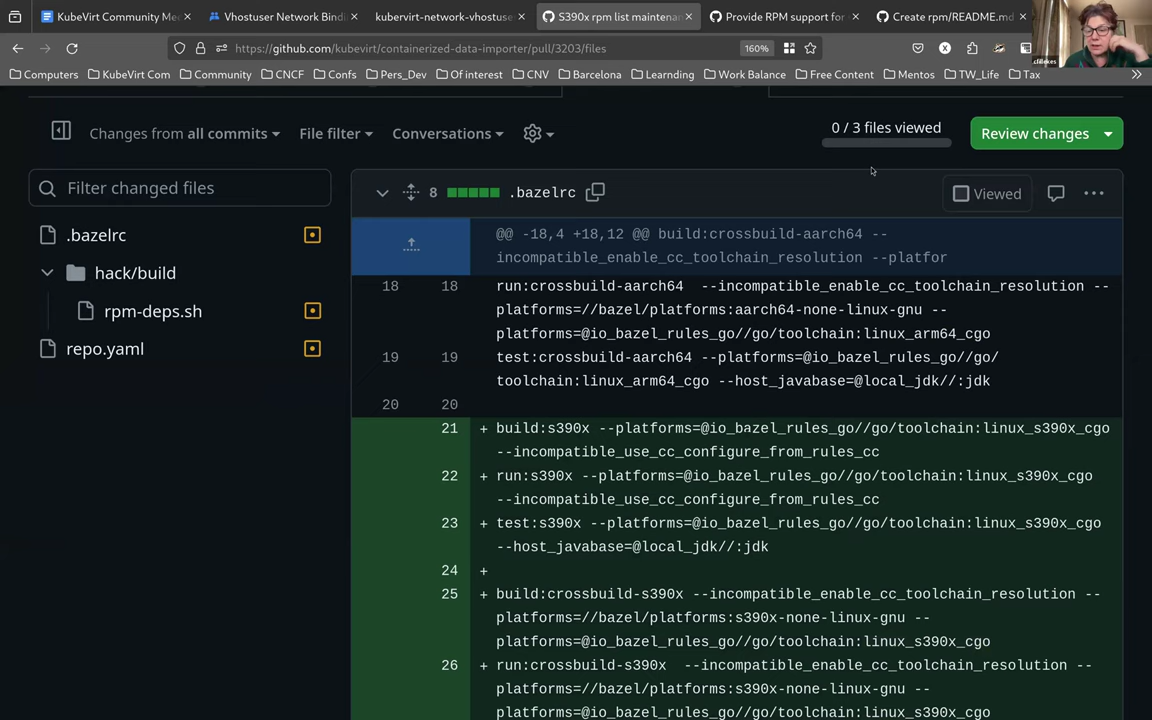 KubeVirt Community Me
Vhostuser Network Bindi
kubervirt-network-vhostuse
S390x rpm list maintenan
Provide RPM support for
Create rpm/README.md
https://github.com/kubevirt/containerized-data-importer/pull/3203/files
160%
Computers
KubeVirt Com
Community
CNCF
Confs
Pers_Dev
Of interest
CNV
Barcelona
Learnding
Work Balance
Free Content
Mentos
TW_Life
Tax
.cfillekes
Changes from all commits
File filter
Conversations
0 / 3 files viewed
Review changes
Filter changed files
.bazelrc
hack/build
rpm-deps.sh
repo.yaml
8 .bazelrc
Viewed
@@ -18,4 +18,12 @@ build:crossbuild-aarch64 --
incompatible_enable_cc_toolchain_resolution --platfor
18 18 run:crossbuild-aarch64 --incompatible_enable_cc_toolchain_resolution --
platforms=//bazel/platforms:aarch64-none-linux-gnu --
platforms=@io_bazel_rules_go//go/toolchain:linux_arm64_cgo
19 19 test:crossbuild-aarch64 --platforms=@io_bazel_rules_go//go/
toolchain:linux_arm64_cgo --host_javabase=@local_jdk//:jdk
20 20
21 + build:s390x --platforms=@io_bazel_rules_go//go/toolchain:linux_s390x_cgo
--incompatible_use_cc_configure_from_rules_cc
22 + run:s390x --platforms=@io_bazel_rules_go//go/toolchain:linux_s390x_cgo
--incompatible_use_cc_configure_from_rules_cc
23 + test:s390x --platforms=@io_bazel_rules_go//go/toolchain:linux_s390x_cgo
--host_javabase=@local_jdk//:jdk
24 +
25 + build:crossbuild-s390x --incompatible_enable_cc_toolchain_resolution --
platforms=//bazel/platforms:s390x-none-linux-gnu --
platforms=@io_bazel_rules_go//go/toolchain:linux_s390x_cgo
26 + run:crossbuild-s390x --incompatible_enable_cc_toolchain_resolution --
platforms=//bazel/platforms:s390x-none-linux-gnu --
platforms=@io_bazel_rules_go//go/toolchain:linux_s390x_cgo